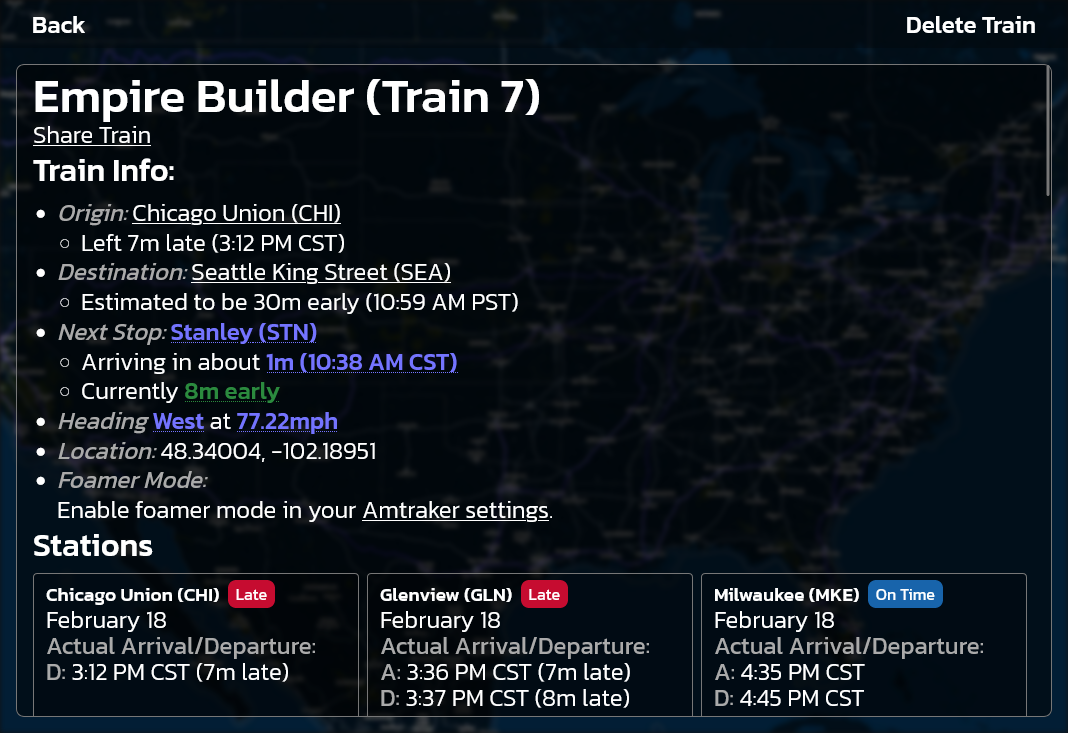 Back
Delete Train
Empire Builder (Train 7)
Share Train
Train Info:
Origin: Chicago Union (CHI)
Left 7m late (3:12 PM CST)
Destination: Seattle King Street (SEA)
Estimated to be 30m early (10:59 AM PST)
Next Stop: Stanley (STN)
Arriving in about 1m (10:38 AM CST)
Currently 8m early
Heading West at 77.22mph
Location: 48.34004, -102.18951
Foamer Mode:
Enable foamer mode in your Amtraker settings.
Stations
Chicago Union (CHI) Late
February 18
Actual Arrival/Departure:
D: 3:12 PM CST (7m late)
Glenview (GLN) Late
February 18
Actual Arrival/Departure:
A: 3:36 PM CST (7m late)
D: 3:37 PM CST (8m late)
Milwaukee (MKE) On Time
February 18
Actual Arrival/Departure:
A: 4:35 PM CST
D: 4:45 PM CST